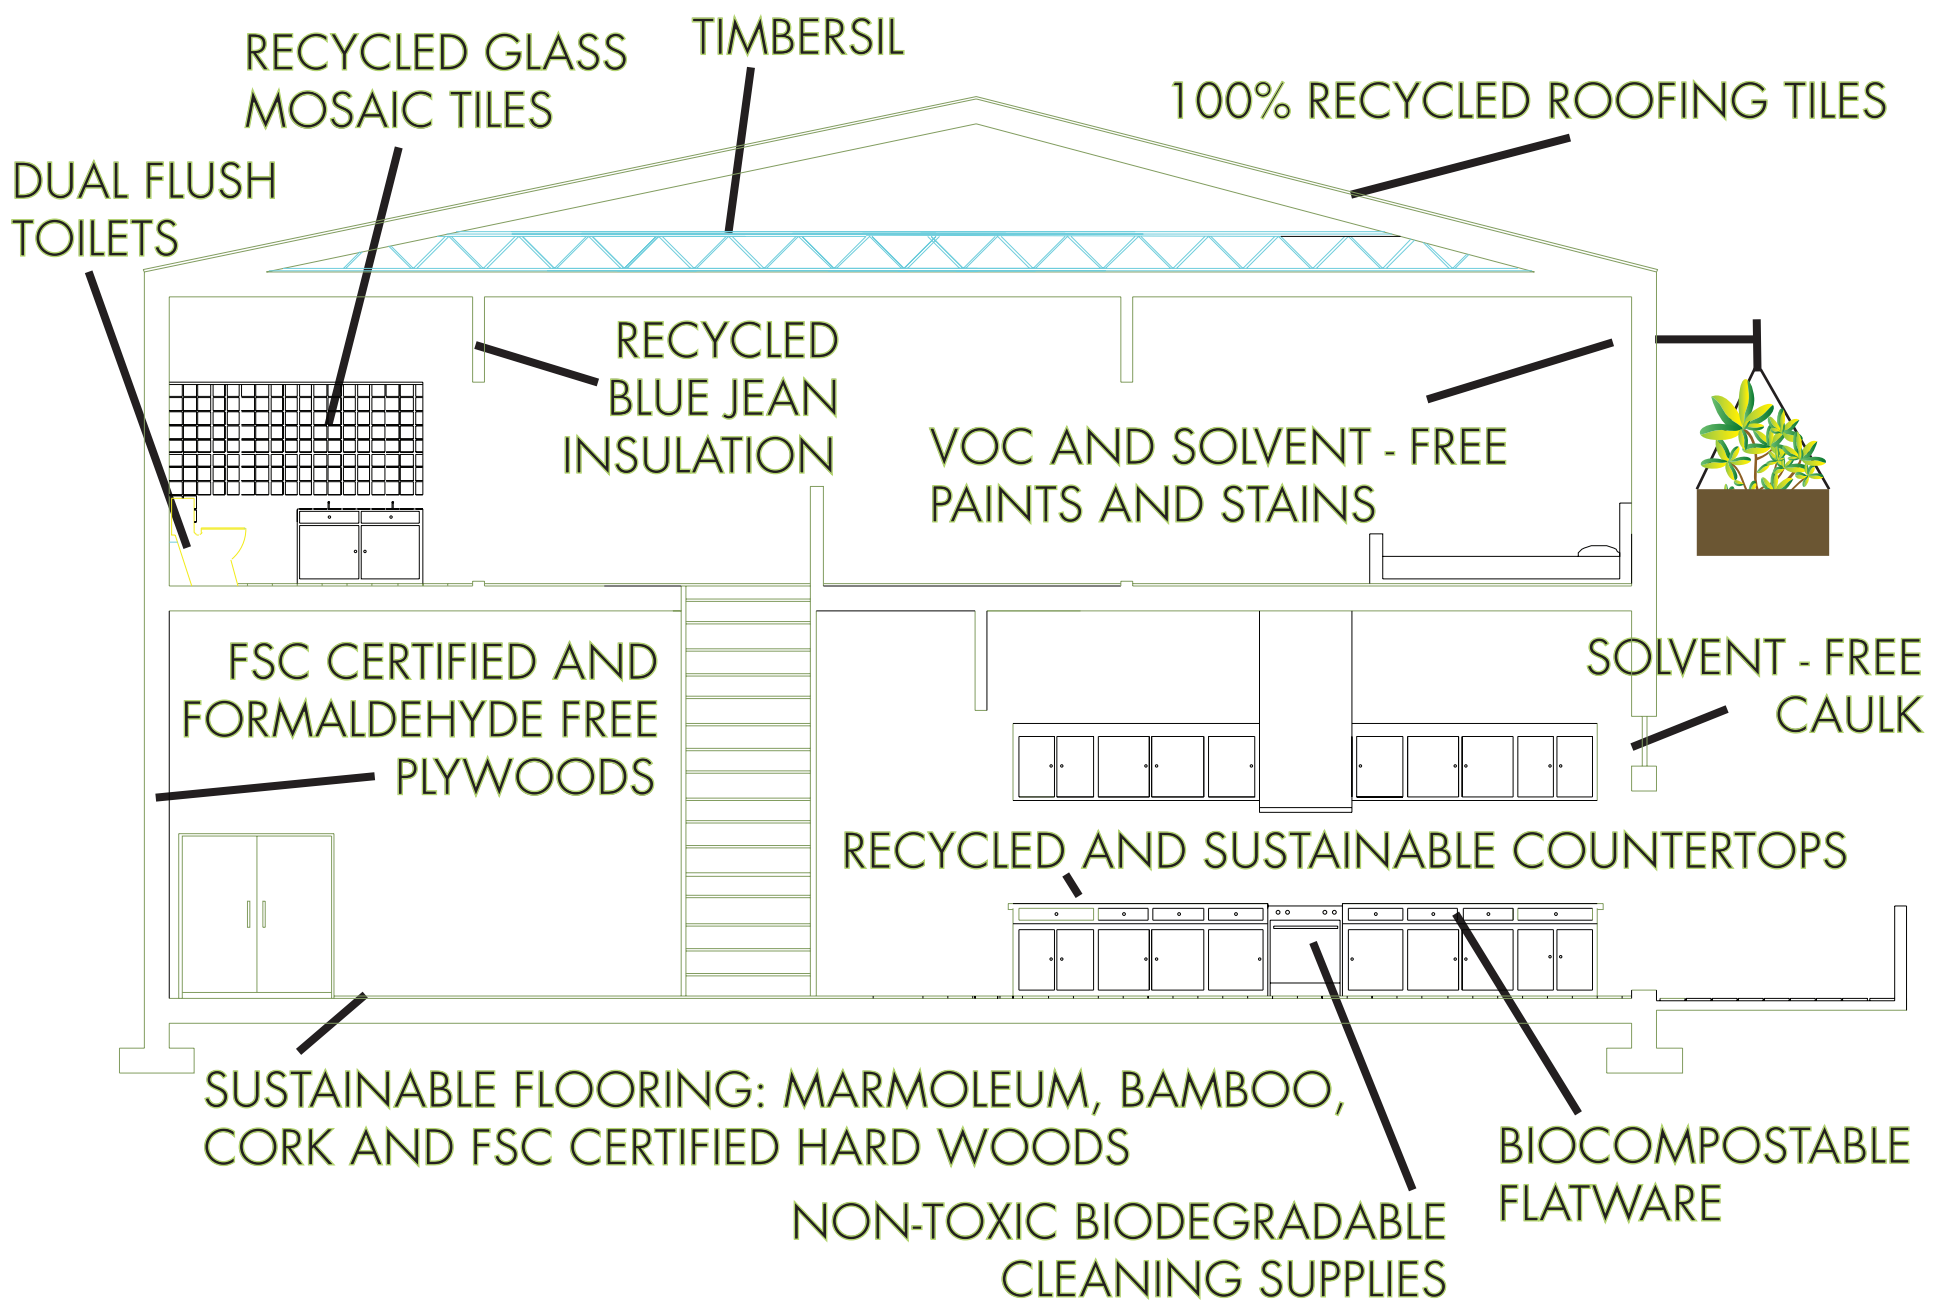 TIMBERSIL
RECYCLED GLASS
MOSAIC TILES
100% RECYCLED ROOFING TILES
DUAL FLUSH
TOILETS
RECYCLED
BLUE JEAN
INSULATION
VOC AND SOLVENT - FREE
PAINTS AND STAINS
FSC CERTIFIED AND
FORMALDEHYDE FREE
PLYWOODS
SOLVENT - FREE
CAULK
RECYCLED AND SUSTAINABLE COUNTERTOPS
SUSTAINABLE FLOORING: MARMOLEUM, BAMBOO,
CORK AND FSC CERTIFIED HARD WOODS
BIOCOMPOSTABLE
FLATWARE
NON-TOXIC BIODEGRADABLE
CLEANING SUPPLIES